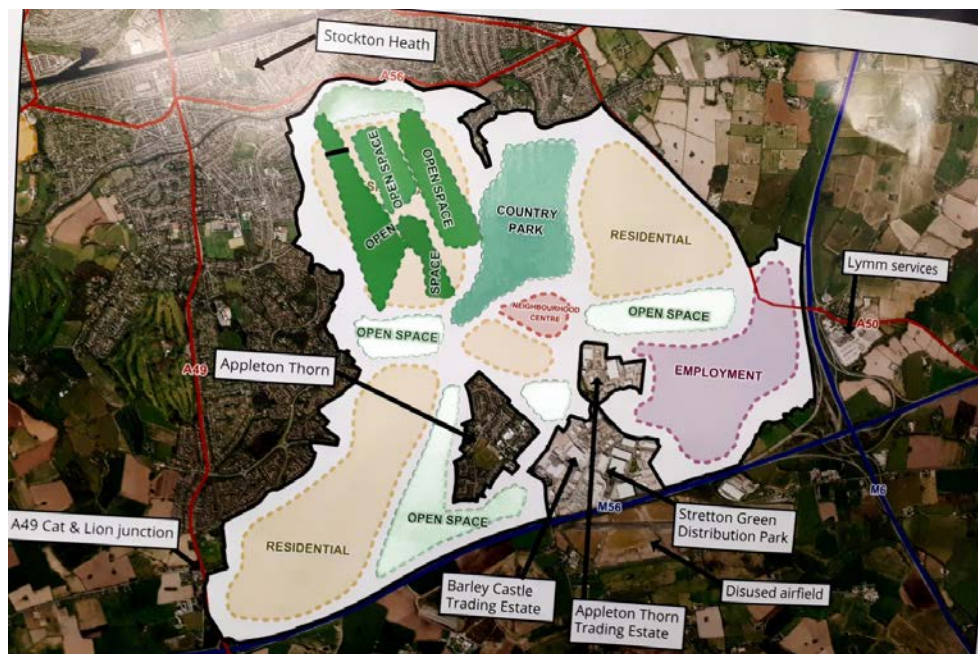 Stockton Heath
A56
OPEN SPACE
OPEN SPACE
OPEN
SPACE
COUNTRY
PARK
RESIDENTIAL
Lymm services
NEIGHBOURHOOD
CENTRE
OPEN SPACE
A50
OPEN SPACE
Appleton Thorn
A49
EMPLOYMENT
M6
M56
A49 Cat & Lion junction
RESIDENTIAL
OPEN SPACE
Stretton Green
Distribution Park
Barley Castle
Trading Estate
Appleton Thorn
Trading Estate
Disused airfield